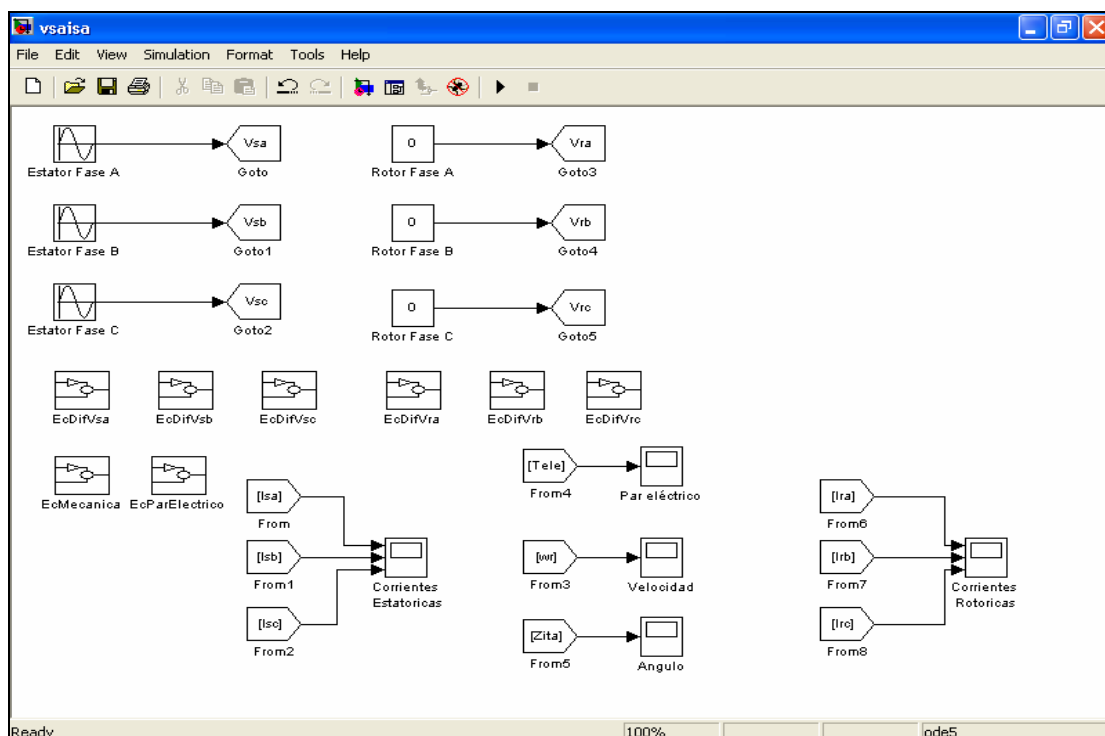 vsaisa
File Edit View Simulation Format Tools Help
Vsa
0
Vra
Estator Fase A
Goto
Rotor Fase A
Goto3
Vsb
0
Vrb
Estator Fase B
Goto1
Rotor Fase B
Goto4
Vsc
0
Vrc
Estator Fase C
Goto2
Rotor Fase C
Goto5
EcDifVsa
EcDifVsb
EcDifVsc
EcDifVra
EcDifVrb
EcDifVrc
EcMecanica
EcParElectrico
[Isa]
From
[Isb]
From1
[Isc]
From2
Corrientes
Estatoricas
[Tele]
From4
Par eléctrico
[wr]
From3
Velocidad
[Zita]
From5
Angulo
[Ira]
From6
[Irb]
From7
[Irc]
From8
Corrientes
Rotoricas
Ready
100%
ode5